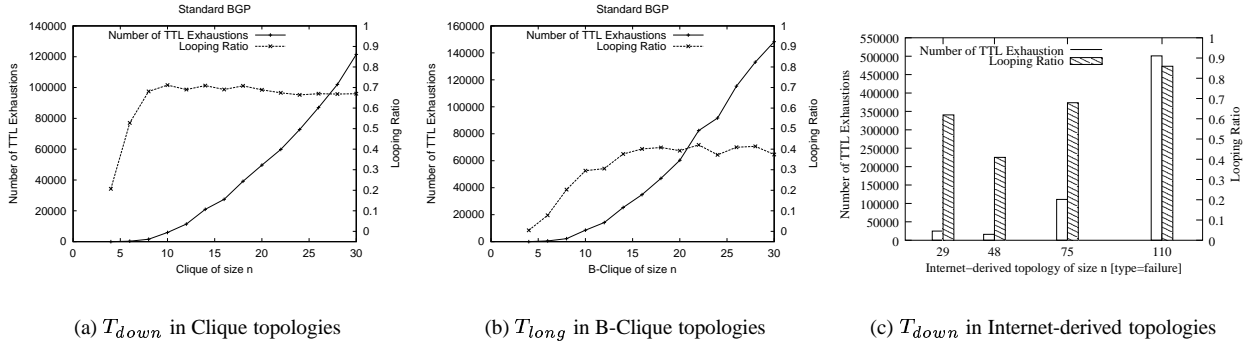 Standard BGP
Number of TTL Exhaustions
Looping Ratio
140000
120000
100000
80000
60000
40000
20000
0
1
0.9
0.8
0.7
0.6
0.5
0.4
0.3
0.2
0.1
0
0 5 10 15 20 25 30
Number of TTL Exhaustions
Looping Ratio
Clique of size n
(a) T_down in Clique topologies
Standard BGP
Number of TTL Exhaustions
Looping Ratio
160000
140000
120000
100000
80000
60000
40000
20000
0
1
0.9
0.8
0.7
0.6
0.5
0.4
0.3
0.2
0.1
0
0 5 10 15 20 25 30
Number of TTL Exhaustions
Looping Ratio
B-Clique of size n
(b) T_long in B-Clique topologies
Number of TTL Exhaustion
Looping Ratio
550000
500000
450000
400000
350000
300000
250000
200000
150000
100000
50000
0
1
0.9
0.8
0.7
0.6
0.5
0.4
0.3
0.2
0.1
0
29 48 75 110
Number of TTL Exhaustions
Looping Ratio
Internet−derived topology of size n [type=failure]
(c) T_down in Internet-derived topologies